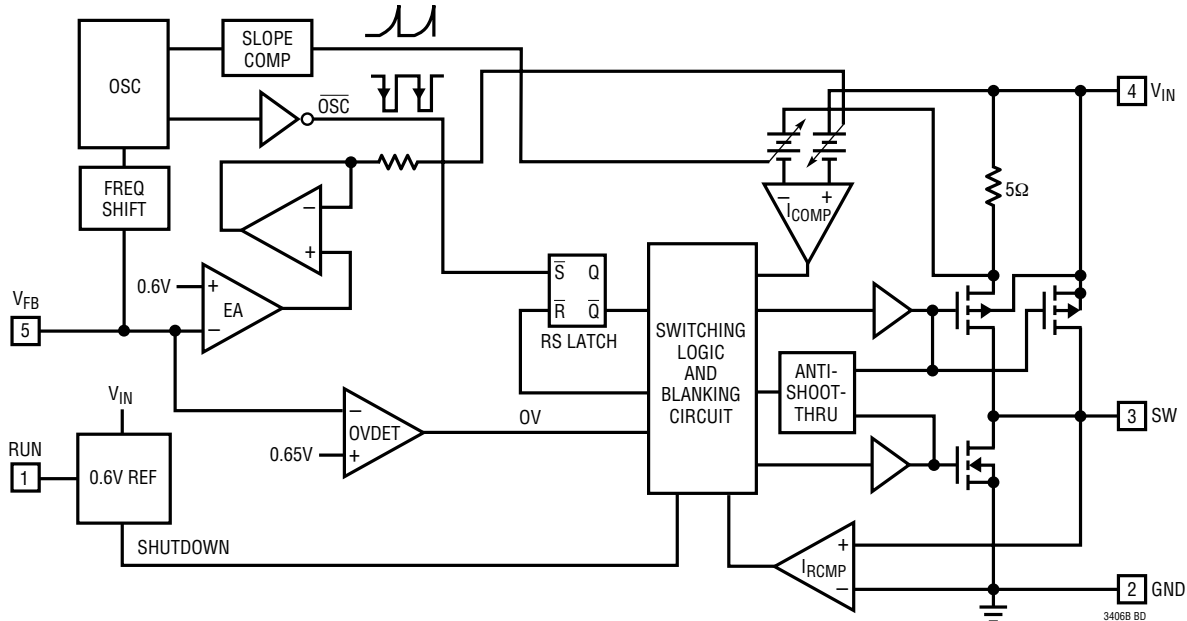 OSC
SLOPE
COMP
OSC
FREQ
SHIFT
VFB
5
0.6V
+
EA
–
–
+
VIN
RUN
1
0.6V REF
SHUTDOWN
–
OVDET
+
0.65V
OV
S Q
R Q
RS LATCH
SWITCHING
LOGIC
AND
BLANKING
CIRCUIT
– +
ICOMP
5Ω
ANTI-
SHOOT-
THRU
+
IRCMP
–
4 VIN
3 SW
2 GND
3406B BD